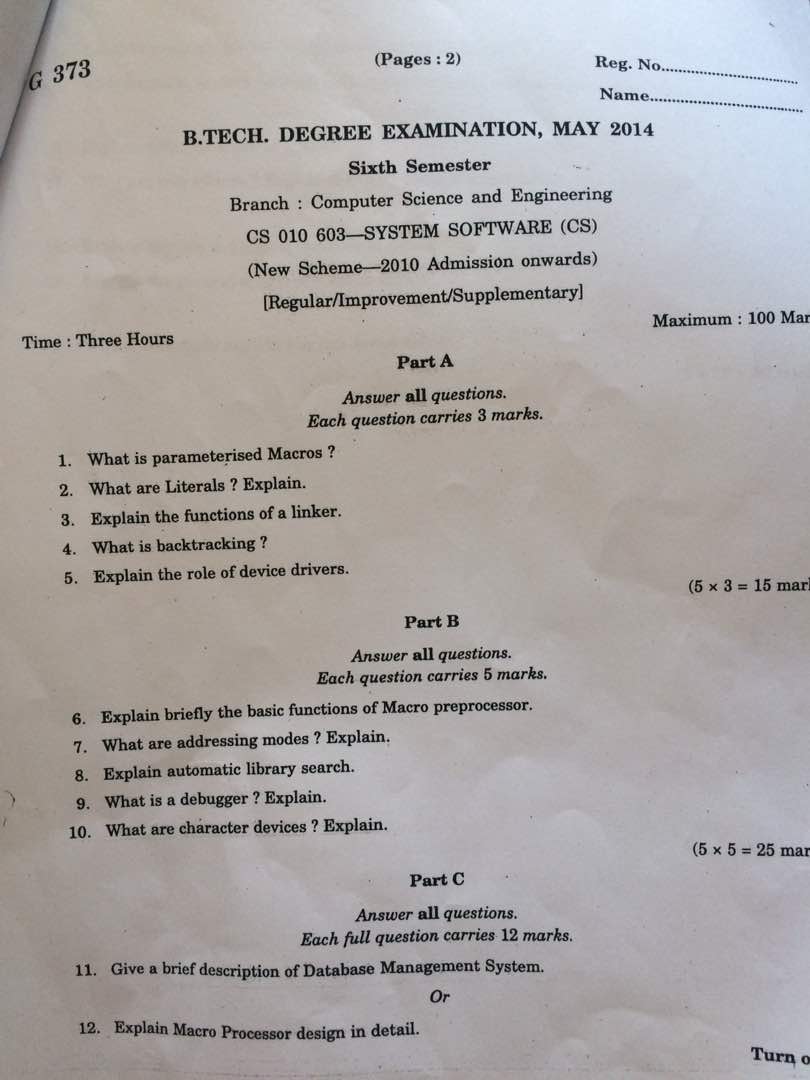 G 373
(Pages : 2)
Reg. No.................................
Name.....................................
B.TECH. DEGREE EXAMINATION, MAY 2014
Sixth Semester
Branch : Computer Science and Engineering
CS 010 603—SYSTEM SOFTWARE (CS)
(New Scheme—2010 Admission onwards)
[Regular/Improvement/Supplementary]
Time : Three Hours
Maximum : 100 Mar
Part A
Answer all questions.
Each question carries 3 marks.
1. What is parameterised Macros ?
2. What are Literals ? Explain.
3. Explain the functions of a linker.
4. What is backtracking ?
5. Explain the role of device drivers.
(5 × 3 = 15 mar
Part B
Answer all questions.
Each question carries 5 marks.
6. Explain briefly the basic functions of Macro preprocessor.
7. What are addressing modes ? Explain.
8. Explain automatic library search.
9. What is a debugger ? Explain.
10. What are character devices ? Explain.
(5 × 5 = 25 mar
Part C
Answer all questions.
Each full question carries 12 marks.
11. Give a brief description of Database Management System.
Or
12. Explain Macro Processor design in detail.
Turn o